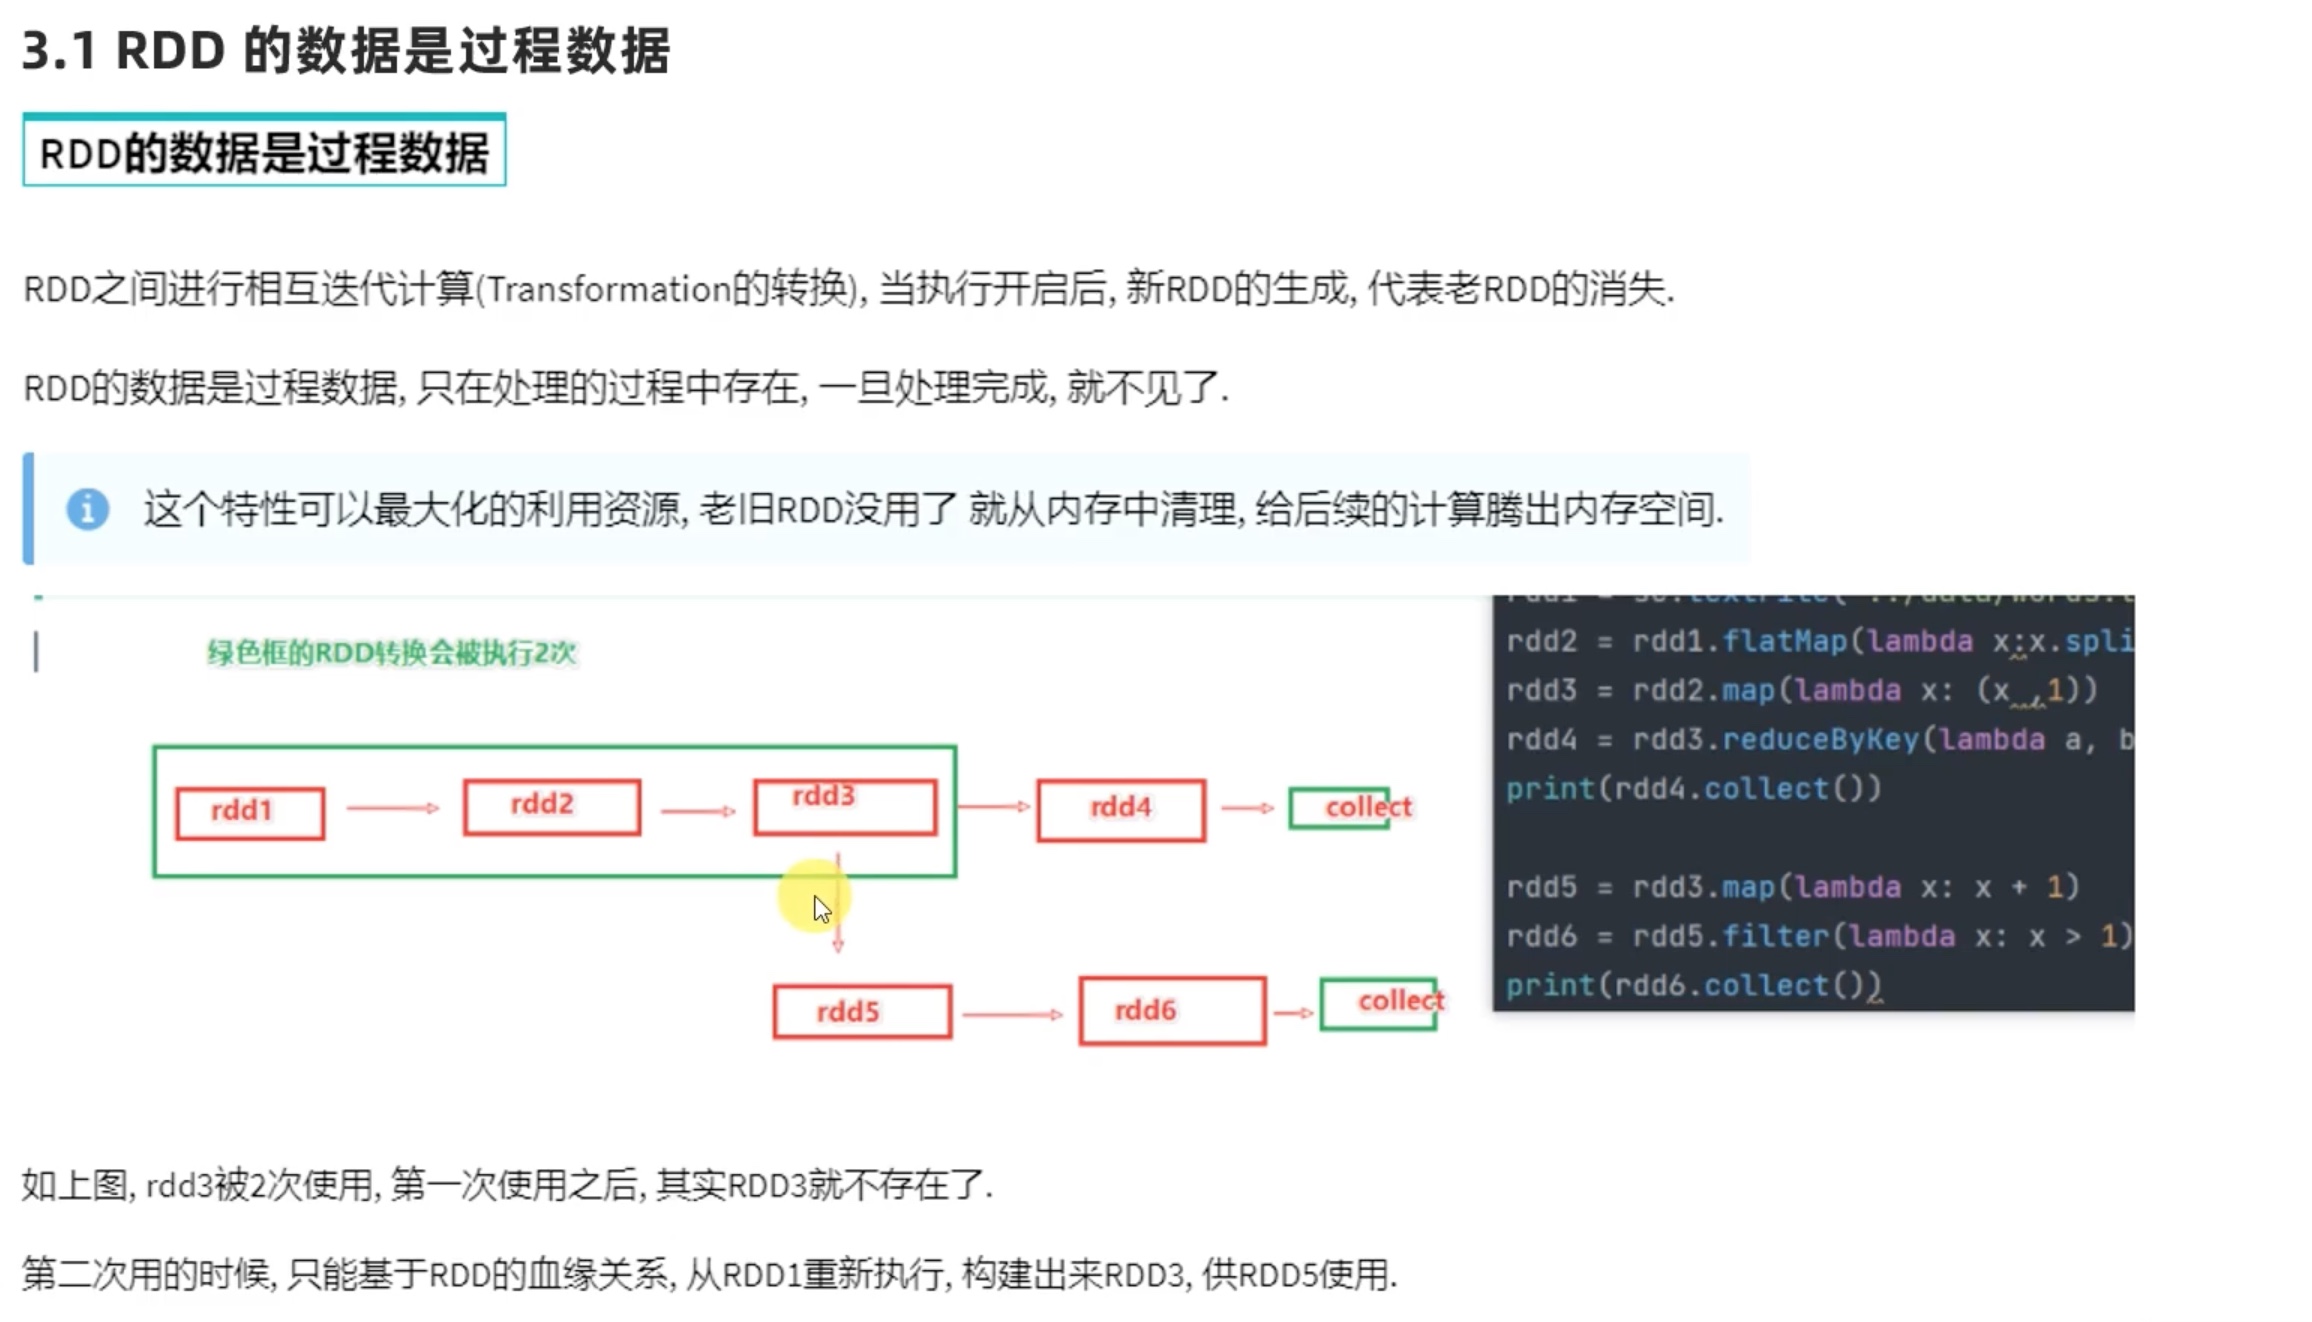 3.1 RDD 的数据是过程数据
RDD的数据是过程数据
RDD之间进行相互迭代计算(Transformation的转换), 当执行开启后, 新RDD的生成, 代表老RDD的消失.
RDD的数据是过程数据, 只在处理的过程中存在, 一旦处理完成, 就不见了.
这个特性可以最大化的利用资源, 老旧RDD没用了 就从内存中清理, 给后续的计算腾出内存空间.
绿色框的RDD转换会被执行2次
rdd1
rdd2
rdd3
rdd4
collect
rdd5
rdd6
collect
rdd2 = rdd1.flatMap(lambda x:x.spli
rdd3 = rdd2.map(lambda x: (x ,1))
rdd4 = rdd3.reduceByKey(lambda a, b
print(rdd4.collect())
rdd5 = rdd3.map(lambda x: x + 1)
rdd6 = rdd5.filter(lambda x: x > 1)
print(rdd6.collect())
如上图, rdd3被2次使用, 第一次使用之后, 其实RDD3就不存在了.
第二次用的时候, 只能基于RDD的血缘关系, 从RDD1重新执行, 构建出来RDD3, 供RDD5使用.